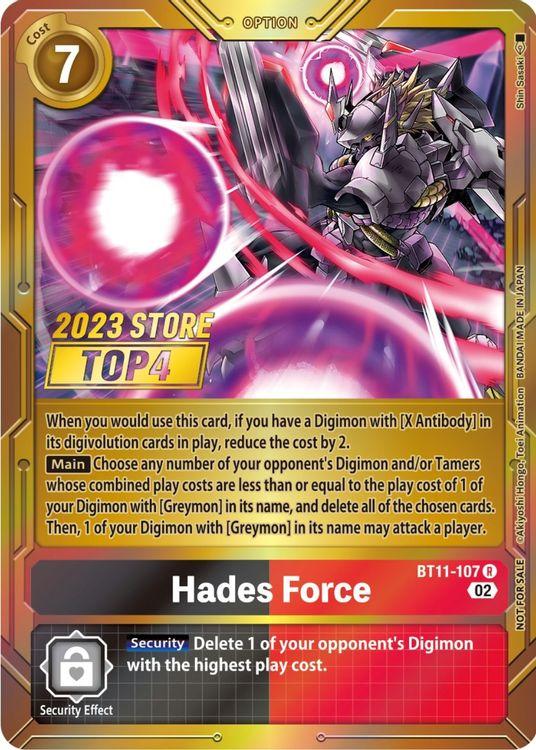 OPTION
Cost
7
Shin Sasaki
2023 STORE
TOP4
When you would use this card, if you have a Digimon with [X Antibody] in
its digivolution cards in play, reduce the cost by 2.
Main Choose any number of your opponent's Digimon and/or Tamers
whose combined play costs are less than or equal to the play cost of 1 of
your Digimon with [Greymon] in its name, and delete all of the chosen cards.
Then, 1 of your Digimon with [Greymon] in its name may attack a player.
©Akiyoshi Hongo, Toei Animation BANDAI MADE IN JAPAN
NOT FOR SALE
BT11-107 R
Hades Force
02
Security Delete 1 of your opponent's Digimon
with the highest play cost.
Security Effect